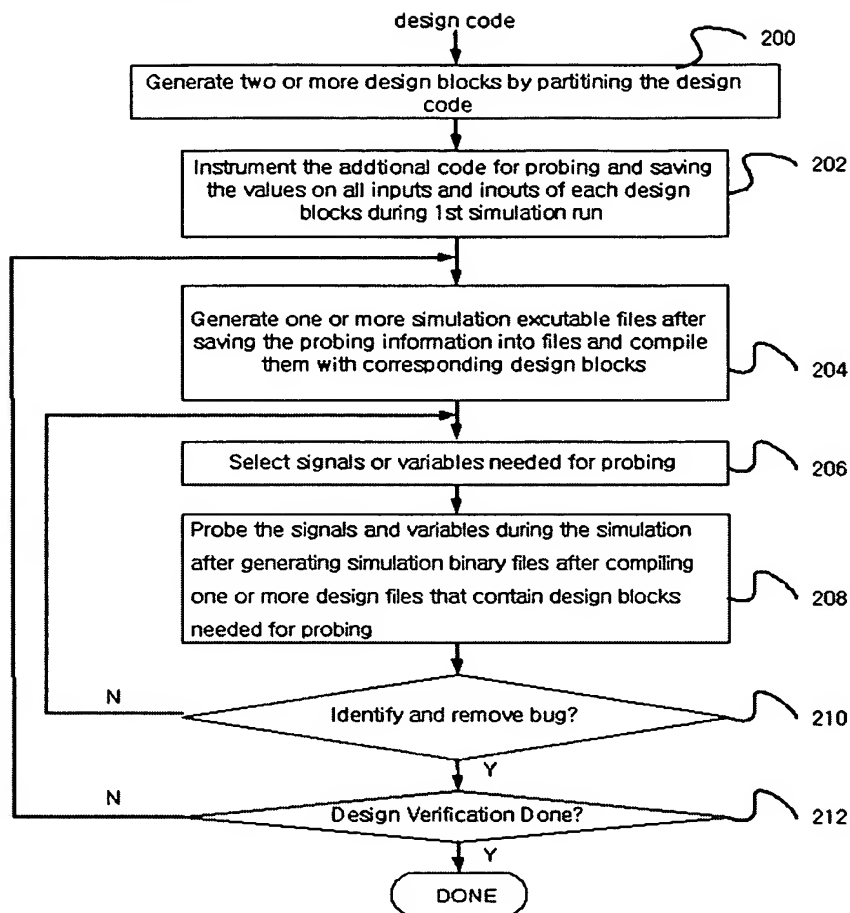 design code
200
Generate two or more design blocks by partitining the design
code
Instrument the addtional code for probing and saving
the values on all inputs and inouts of each design
blocks during 1st simulation run
202
Generate one or more simulation excutable files after
saving the probing information into files and compile
them with corresponding design blocks
204
Select signals or variables needed for probing
206
Probe the signals and variables during the simulation
after generating simulation binary files after compiling
one or more design files that contain design blocks
needed for probing
208
N
Identify and remove bug?
210
Y
N
Design Verification Done?
212
Y
DONE